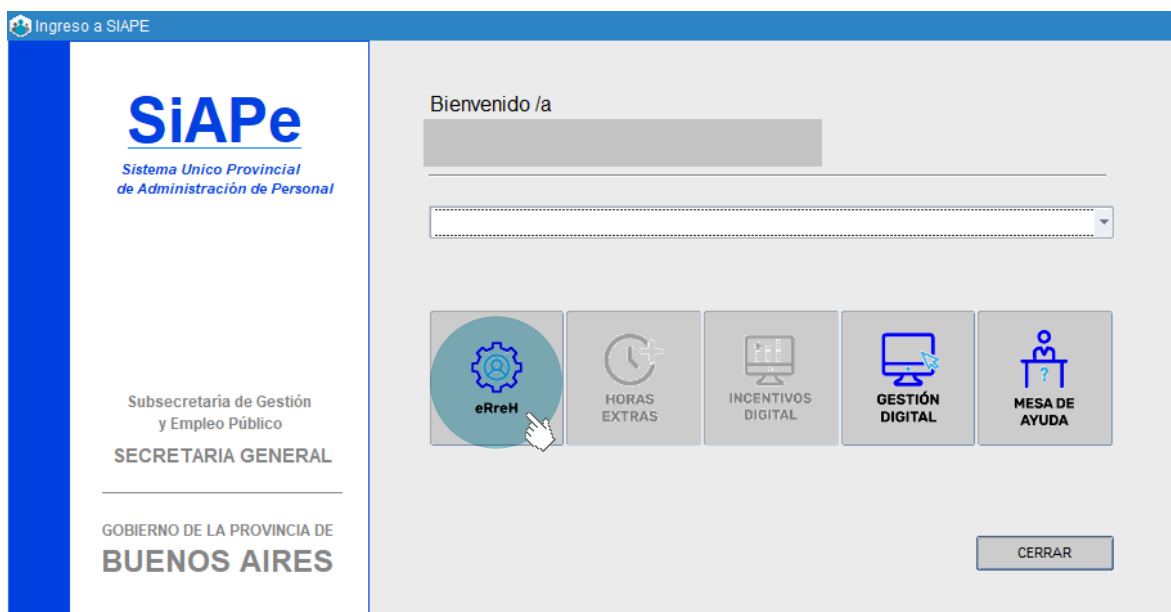 Ingreso a SIAPE
SiAPe
Sistema Unico Provincial
de Administración de Personal
Subsecretaría de Gestión
y Empleo Público
SECRETARIA GENERAL
GOBIERNO DE LA PROVINCIA DE
BUENOS AIRES
Bienvenido /a
eRreH
HORAS
EXTRAS
INCENTIVOS
DIGITAL
GESTIÓN
DIGITAL
?
MESA DE
AYUDA
CERRAR